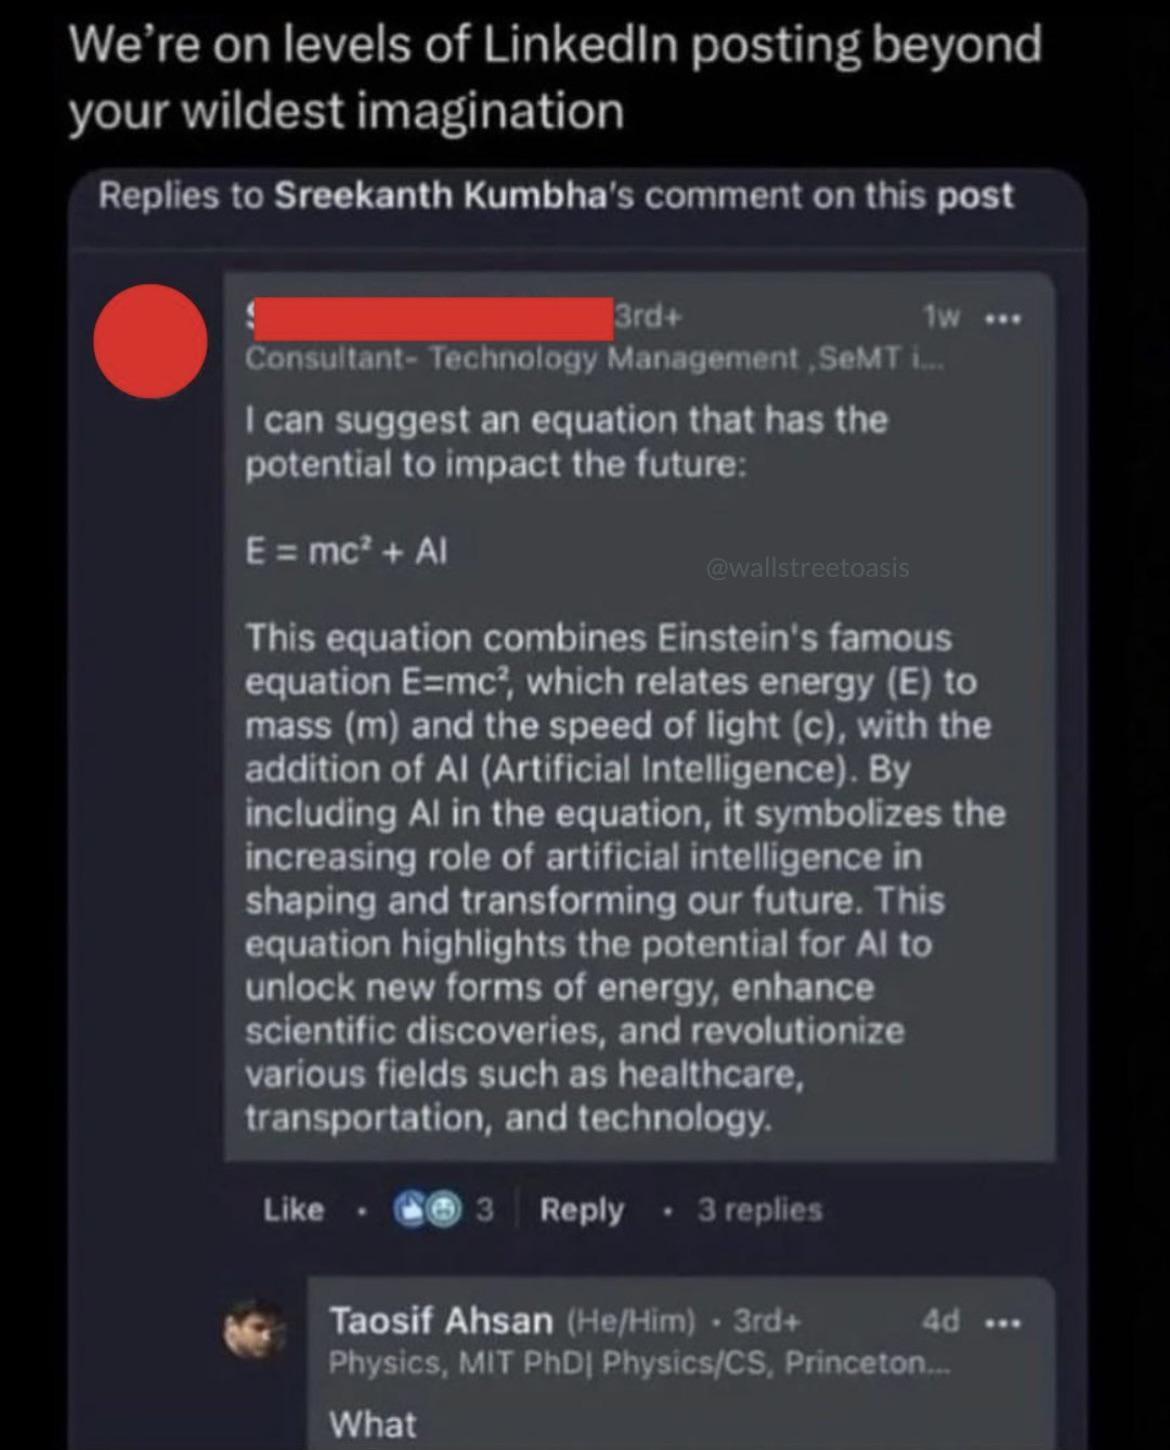 We're on levels of LinkedIn posting beyond
your wildest imagination
Replies to Sreekanth Kumbha's comment on this post
3rd+ 1w ...
Consultant- Technology Management ,SeMT i...
I can suggest an equation that has the
potential to impact the future:
E = mc² + AI
@wallstreetoasis
This equation combines Einstein's famous
equation E=mc², which relates energy (E) to
mass (m) and the speed of light (c), with the
addition of AI (Artificial Intelligence). By
including AI in the equation, it symbolizes the
increasing role of artificial intelligence in
shaping and transforming our future. This
equation highlights the potential for AI to
unlock new forms of energy, enhance
scientific discoveries, and revolutionize
various fields such as healthcare,
transportation, and technology.
Like · 3 | Reply · 3 replies
Taosif Ahsan (He/Him) · 3rd+ 4d ...
Physics, MIT PhD| Physics/CS, Princeton...
What